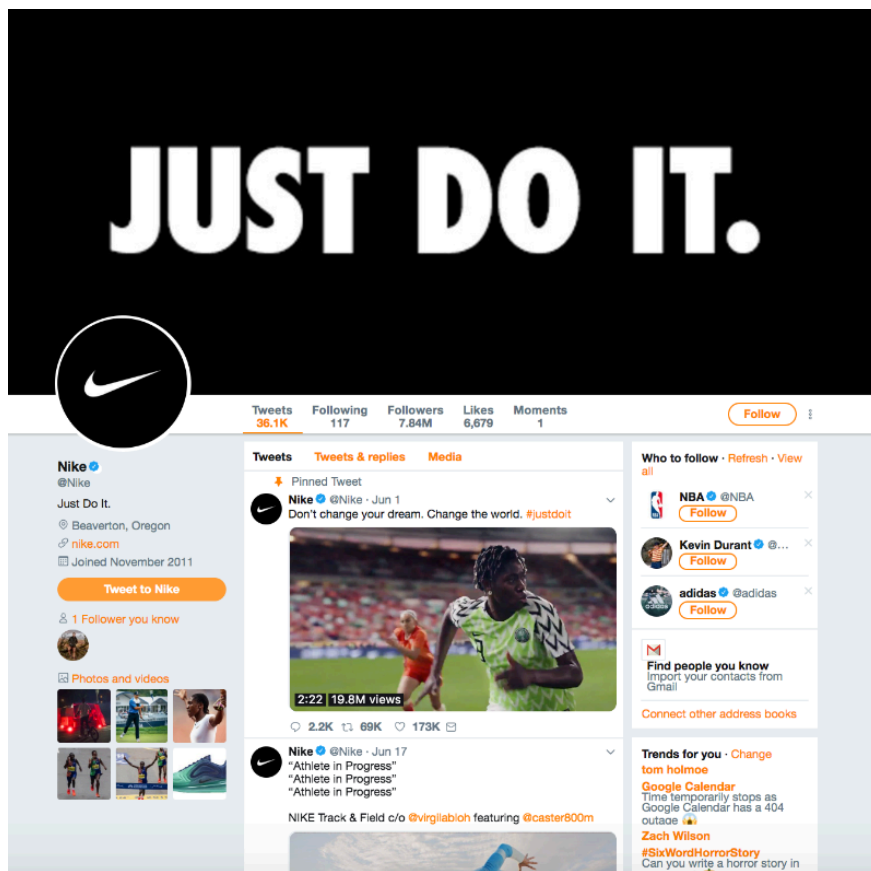 JUST DO IT.
Tweets Following Followers Likes Moments
36.1K 117 7.84M 6,679 1
Follow
Nike
@Nike
Just Do It.
Beaverton, Oregon
nike.com
Joined November 2011
Tweet to Nike
1 Follower you know
Photos and videos
Tweets Tweets & replies Media
Pinned Tweet
Nike @Nike · Jun 1
Don't change your dream. Change the world. #justdoit
9
2:22 19.8M views
2.2K 69K 173K
Nike @Nike · Jun 17
“Athlete in Progress”
“Athlete in Progress”
“Athlete in Progress”
NIKE Track & Field c/o @virgilabloh featuring @caster800m
Who to follow · Refresh · View
all
NBA @NBA
Follow
Kevin Durant @...
Follow
adidas @adidas
adidas
Follow
Find people you know
Import your contacts from
Gmail
Connect other address books
Trends for you · Change
tom holmoe
Google Calendar
Time temporarily stops as
Google Calendar has a 404
outage 😱
Zach Wilson
#SixWordHorrorStory
Can you write a horror story in